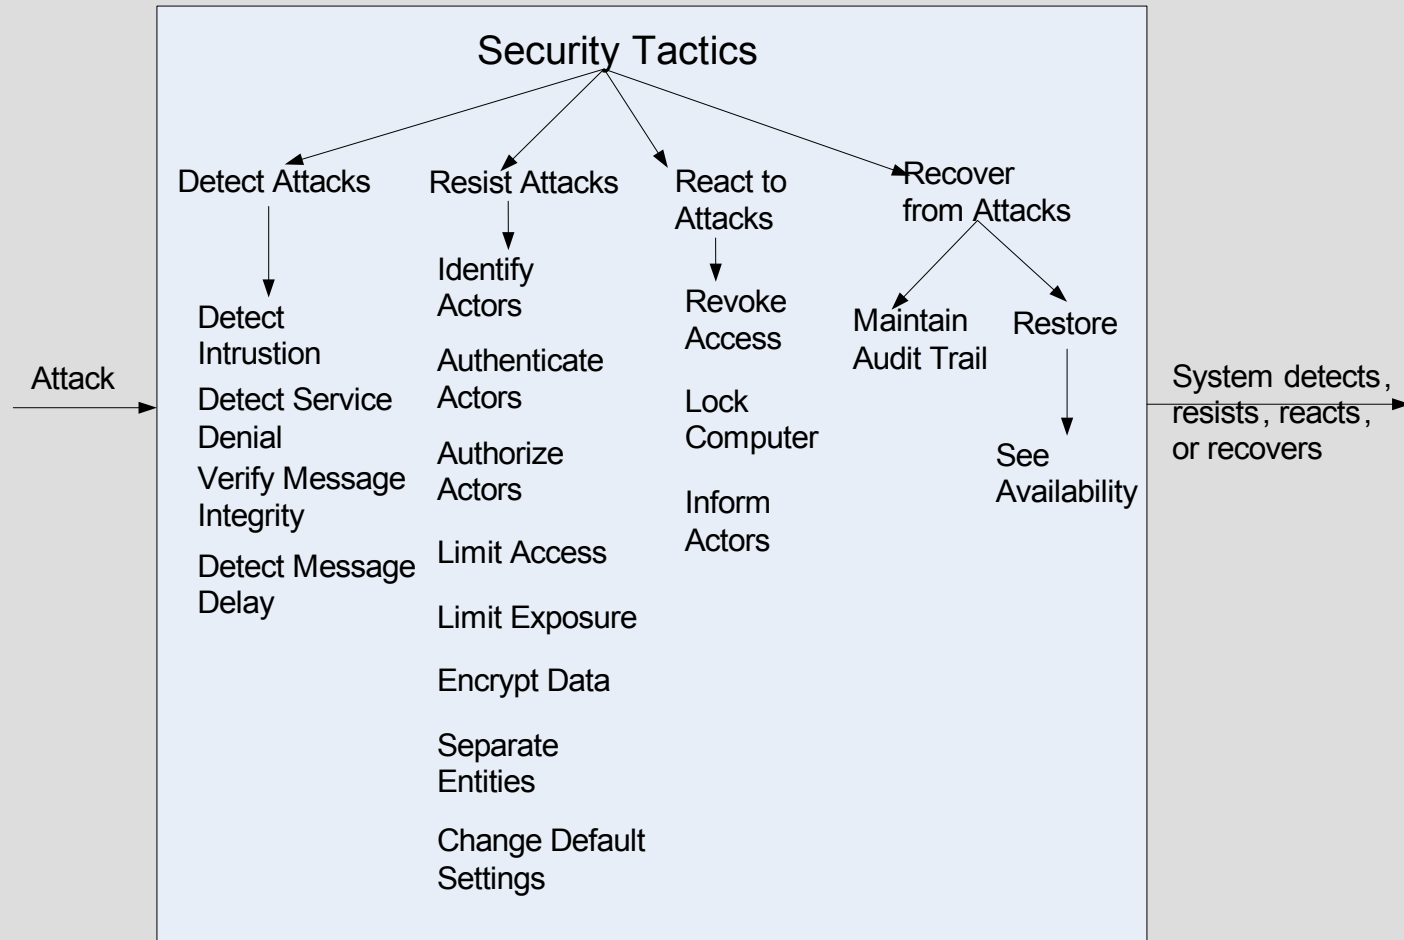 Security Tactics
Attack
Detect Attacks
Detect
Intrustion
Detect Service
Denial
Verify Message
Integrity
Detect Message
Delay
Resist Attacks
Identify
Actors
Authenticate
Actors
Authorize
Actors
Limit Access
Limit Exposure
Encrypt Data
Separate
Entities
Change Default
Settings
React to
Attacks
Revoke
Access
Lock
Computer
Inform
Actors
Recover
from Attacks
Maintain
Audit Trail
Restore
See
Availability
System detects,
resists, reacts,
or recovers